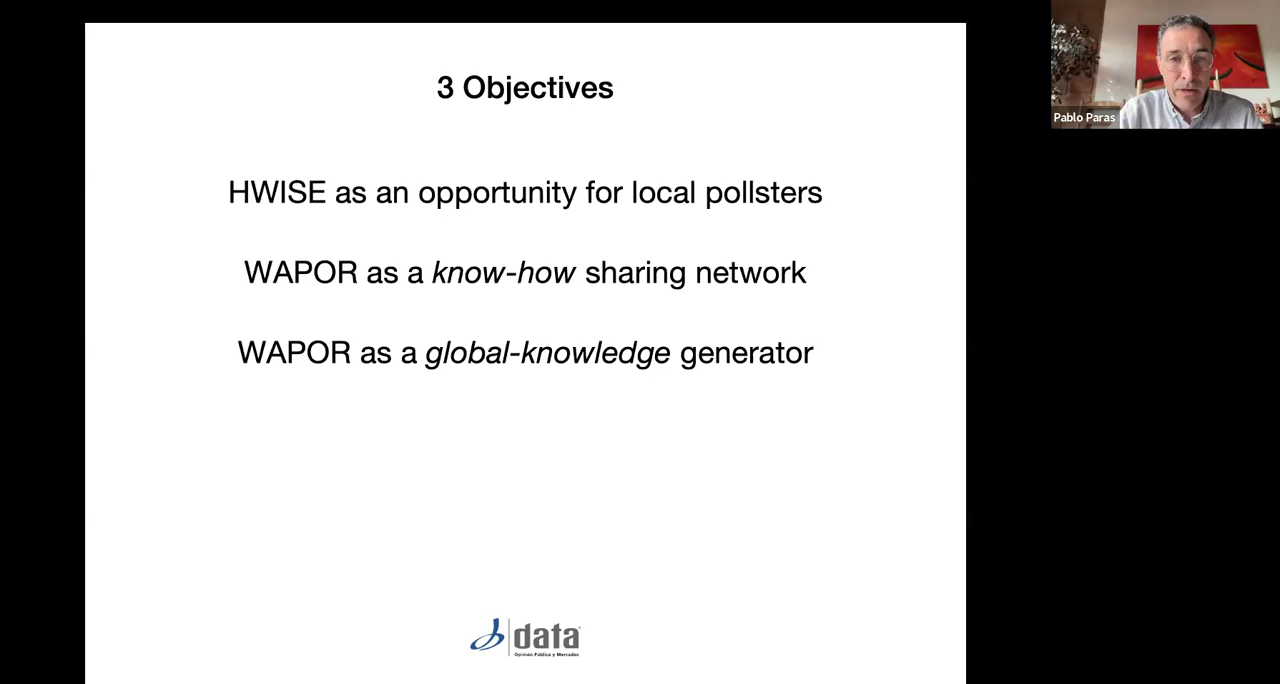 3 Objectives
HWISE as an opportunity for local pollsters
WAPOR as a know-how sharing network
WAPOR as a global-knowledge generator
data
Opinión Pública y Mercados
Pablo Paras